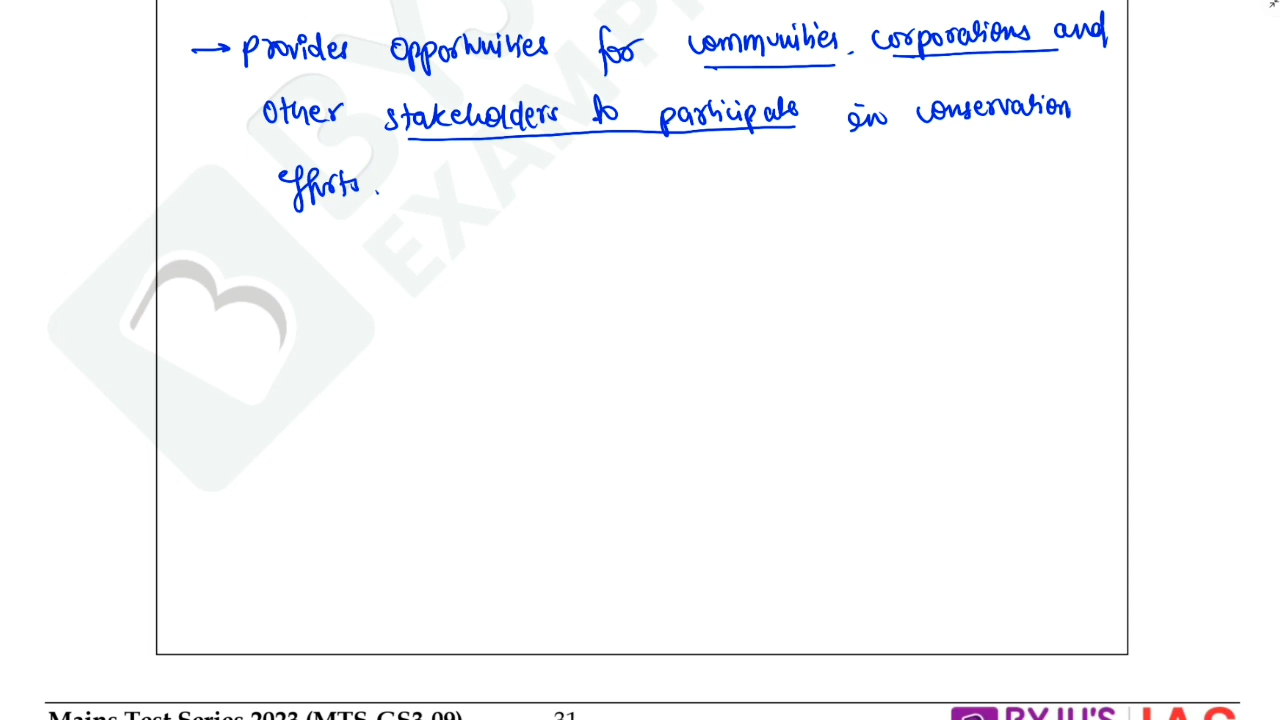 → provides opportunities for communities, corporations and
other stakeholders to participate in conservation
efforts.
Mains Test Series 2023 (MTS-GS3-09) 31 BYJU'S IAS